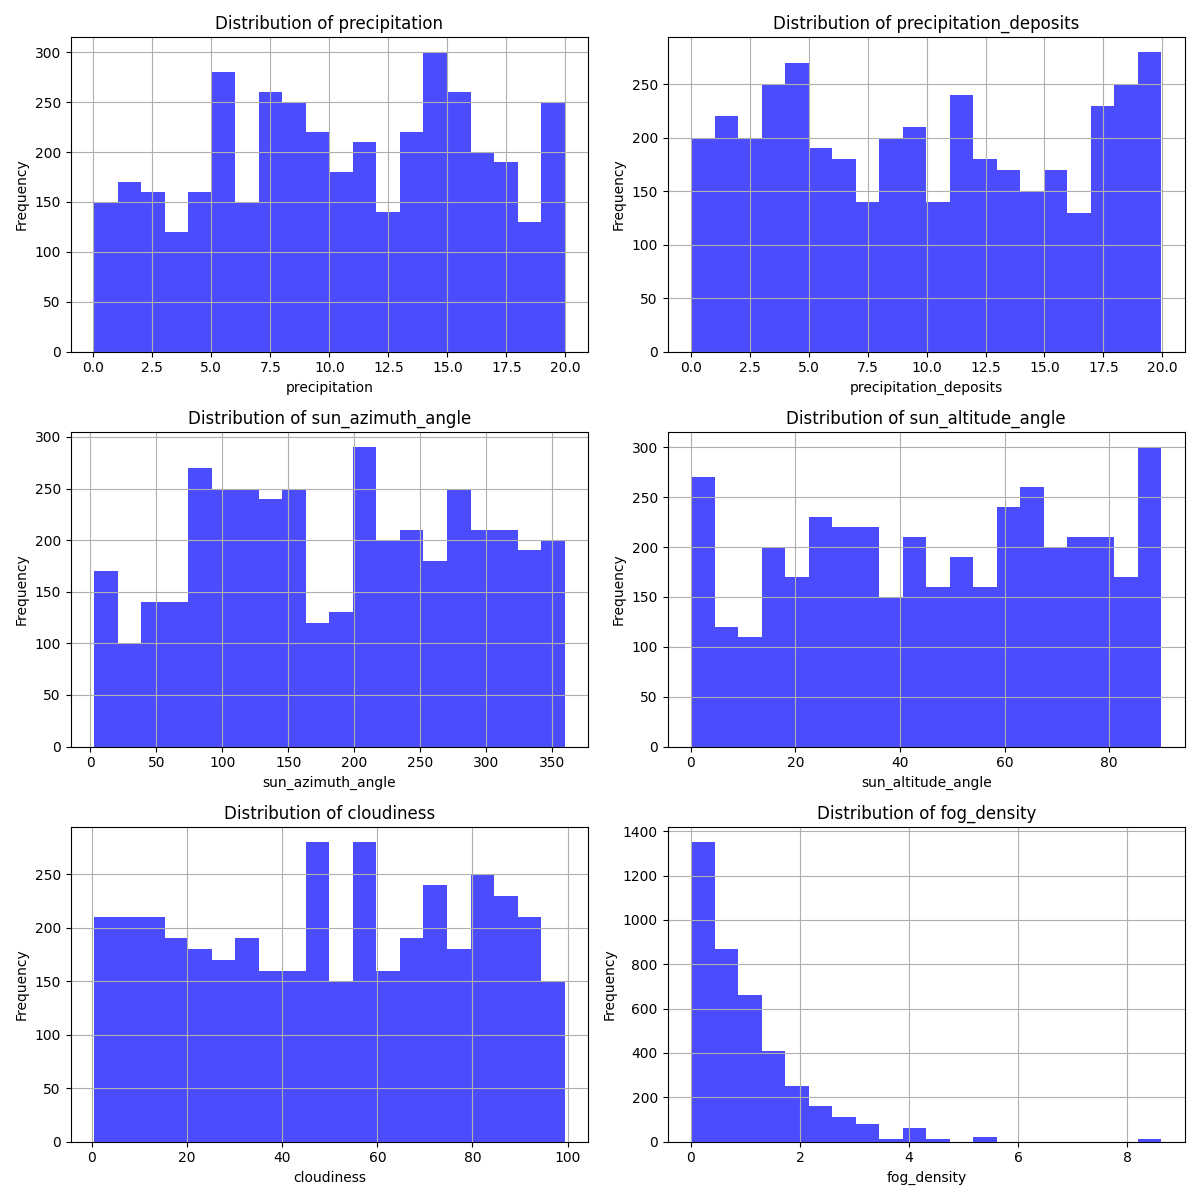 Distribution of precipitation
300
250
200
150
100
50
0
Frequency
0.0 2.5 5.0 7.5 10.0 12.5 15.0 17.5 20.0
precipitation
Distribution of precipitation_deposits
250
200
150
100
50
0
Frequency
0.0 2.5 5.0 7.5 10.0 12.5 15.0 17.5 20.0
precipitation_deposits
Distribution of sun_azimuth_angle
300
250
200
150
100
50
0
Frequency
0 50 100 150 200 250 300 350
sun_azimuth_angle
Distribution of sun_altitude_angle
300
250
200
150
100
50
0
Frequency
0 20 40 60 80
sun_altitude_angle
Distribution of cloudiness
250
200
150
100
50
0
Frequency
0 20 40 60 80 100
cloudiness
Distribution of fog_density
1400
1200
1000
800
600
400
200
0
Frequency
0 2 4 6 8
fog_density